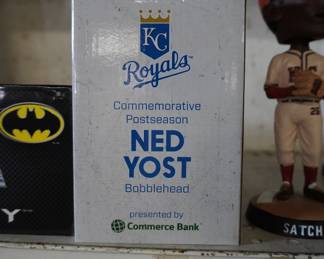 KC
Royals
Commemorative
Postseason
NED
YOST
Bobblehead
presented by
Commerce Bank
Y
SATCH